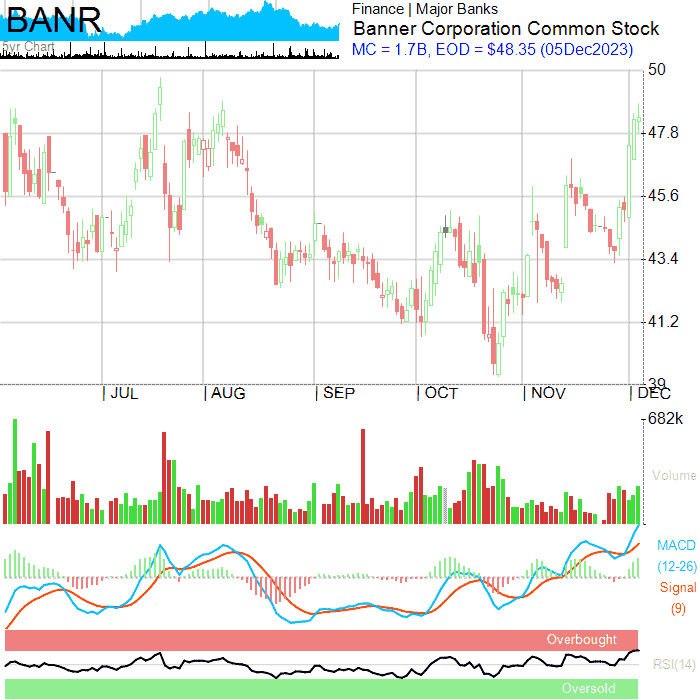 BANR
5yr Chart
Finance | Major Banks
Banner Corporation Common Stock
MC = 1.7B, EOD = $48.35 (05Dec2023)
50
47.8
45.6
43.4
41.2
39
| JUL | AUG | SEP | OCT | NOV | DEC
682k
Volume
MACD
(12-26)
Signal
(9)
Overbought
RSI(14)
Oversold